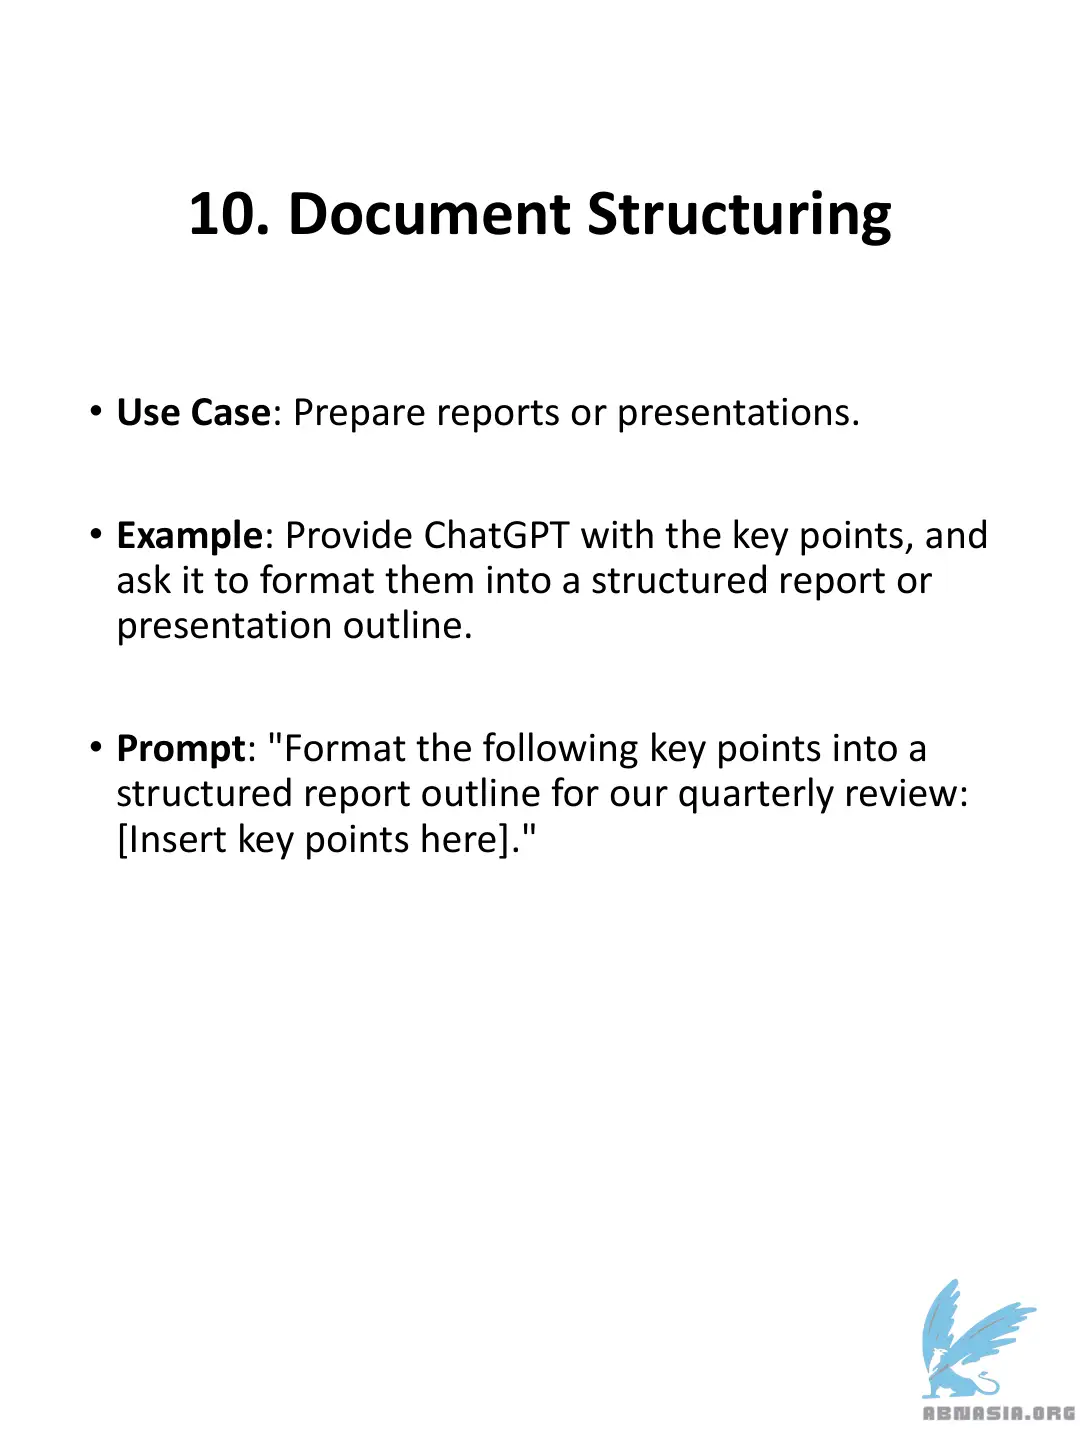 10. Document Structuring
• Use Case: Prepare reports or presentations.
• Example: Provide ChatGPT with the key points, and
ask it to format them into a structured report or
presentation outline.
• Prompt: "Format the following key points into a
structured report outline for our quarterly review:
[Insert key points here]."
ABNASIA.ORG